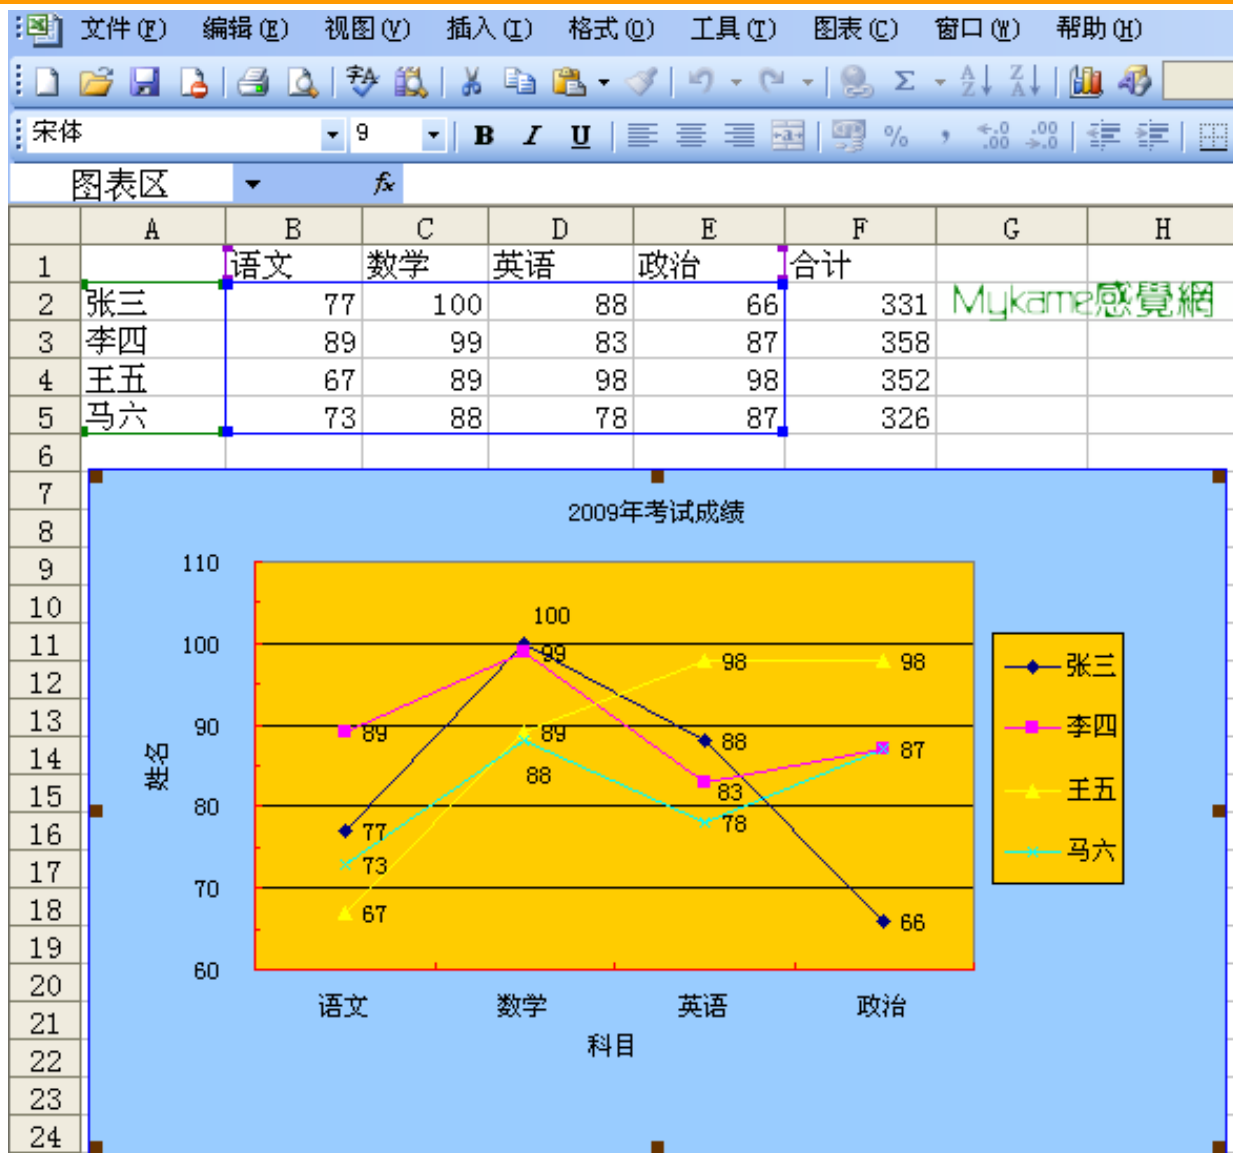 文件(F) 编辑(E) 视图(V) 插入(I) 格式(O) 工具(T) 图表(C) 窗口(W) 帮助(H)
宋体 9 B I U
图表区 fx
A B C D E F G H
1 语文 数学 英语 政治 合计
2 张三 77 100 88 66 331 Mykame感覺網
3 李四 89 99 83 87 358
4 王五 67 89 98 98 352
5 马六 73 88 78 87 326
6
7
8
9
10
11
12
13
14
15
16
17
18
19
20
21
22
23
24
2009年考试成绩
110
100
90
80
70
60
姓名
100
99
98 98
89 89 88 87
88
83
77 78
73
67 66
语文 数学 英语 政治
科目
张三
李四
王五
马六